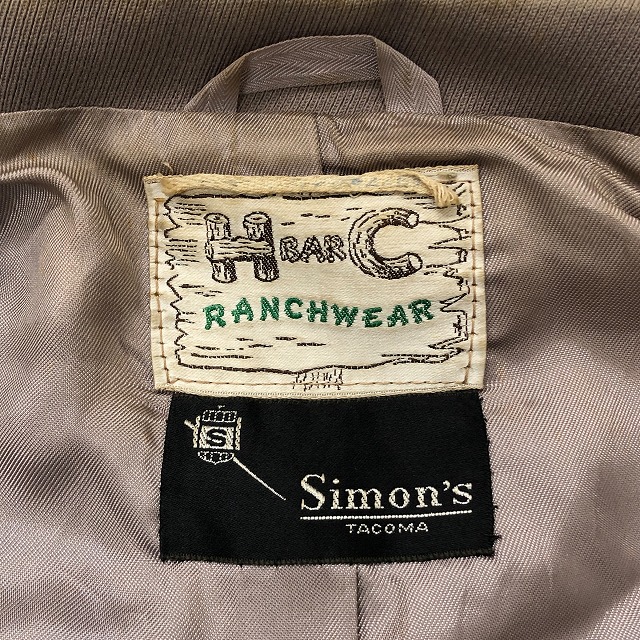 H BAR C
RANCHWEAR
S
Simon's
TACOMA